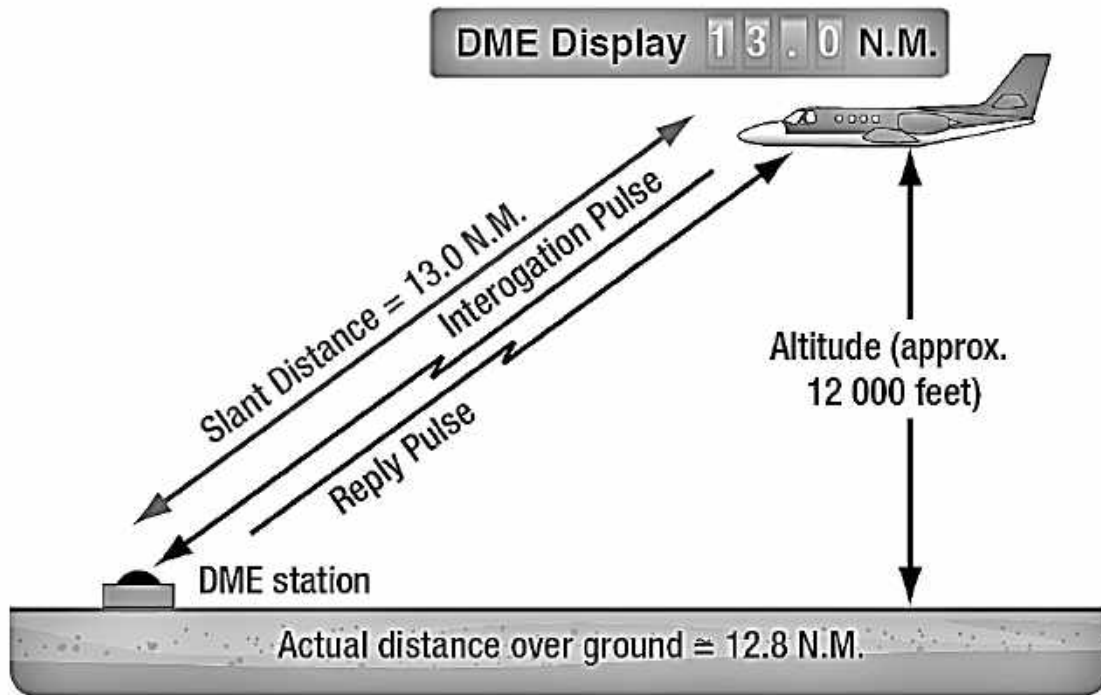 DME Display 13.0 N.M.
Slant Distance = 13.0 N.M.
Interogation Pulse
Reply Pulse
Altitude (approx.
12 000 feet)
DME station
Actual distance over ground ≅ 12.8 N.M.